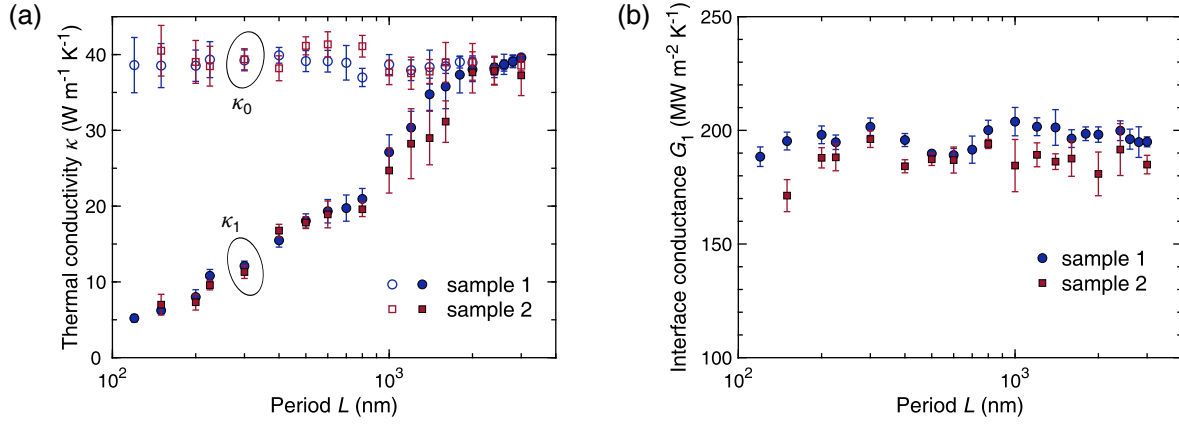 (a)
Thermal conductivity κ (W m⁻¹ K⁻¹)
50
40
30
20
10
0
κ₀
κ₁
sample 1
sample 2
10² 10³
Period L (nm)
(b)
Interface conductance G₁ (MW m⁻² K⁻¹)
250
200
150
100
sample 1
sample 2
10² 10³
Period L (nm)